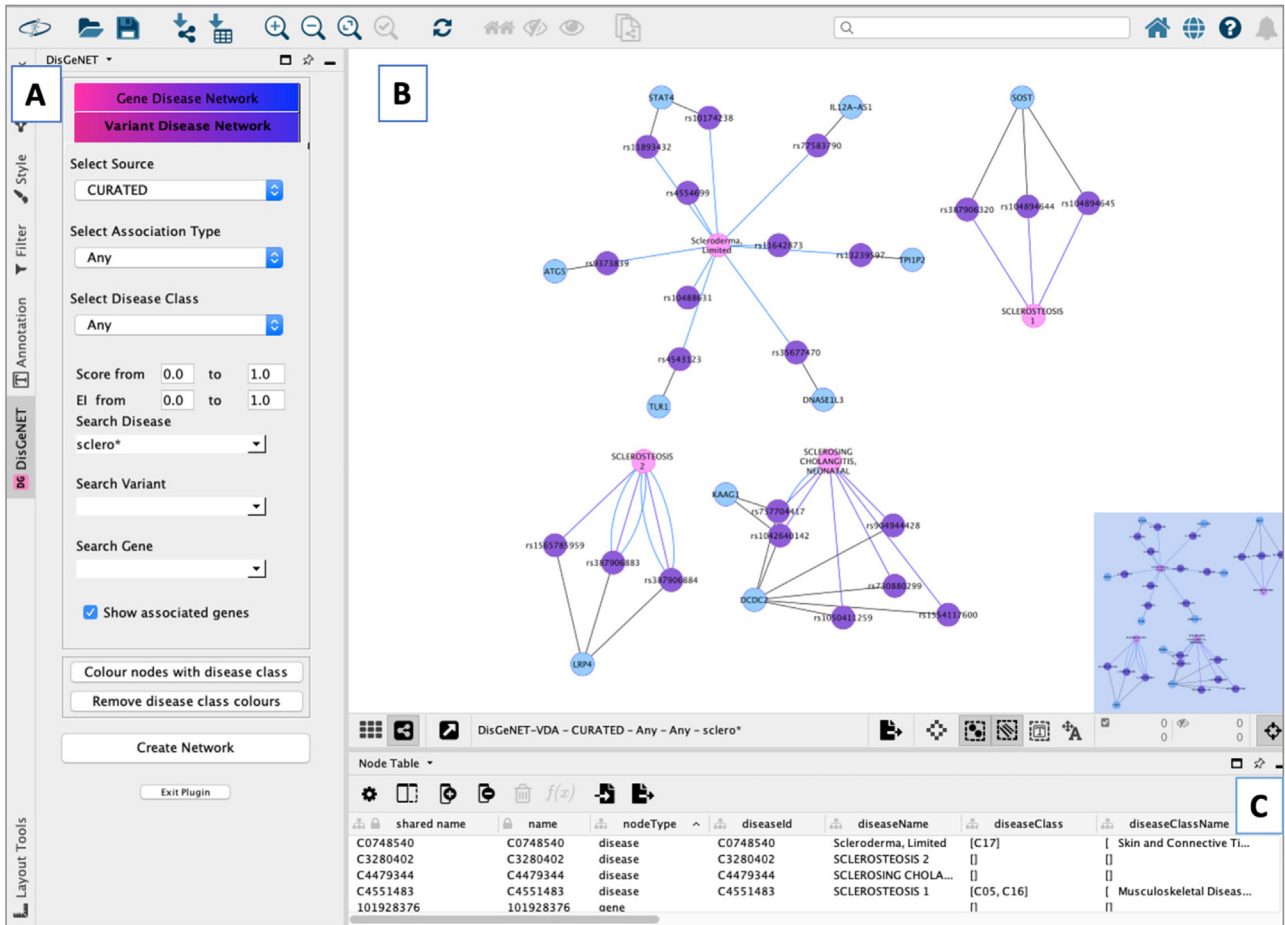 DisGeNET
A
Gene Disease Network
Variant Disease Network
Select Source
CURATED
Select Association Type
Any
Select Disease Class
Any
Score from 0.0 to 1.0
EI from 0.0 to 1.0
Search Disease
sclero*
Search Variant
Search Gene
Show associated genes
Colour nodes with disease class
Remove disease class colours
Create Network
Exit Plugin
Style
Filter
Annotation
DG DisGeNET
Layout Tools
B
STAT4
rs10174238
rs11893432
IL12A-AS1
rs77583790
rs4554699
Scleroderma,
Limited
rs11642873
rs13239597
TPI1P2
ATG5
rs9373839
rs10488631
rs4543123
TLR1
rs35677470
DNASE1L3
SOST
rs387906320
rs104894644
rs104894645
SCLEROSTEOSIS
1
SCLEROSTEOSIS
2
rs1565785959
rs387906883
rs387906884
LRP4
SCLEROSING
CHOLANGITIS,
NEONATAL
KAAG1
rs757704417
rs1042640142
rs904944428
DCDC2
rs730880299
rs1050411259
rs1554117600
DisGeNET-VDA - CURATED - Any - Any - sclero*
0 0
0 0
Node Table
C
f(x)
shared name name nodeType diseaseId diseaseName diseaseClass diseaseClassName
C0748540 C0748540 disease C0748540 Scleroderma, Limited [C17] [ Skin and Connective Ti...
C3280402 C3280402 disease C3280402 SCLEROSTEOSIS 2 [] []
C4479344 C4479344 disease C4479344 SCLEROSING CHOLA... [] []
C4551483 C4551483 disease C4551483 SCLEROSTEOSIS 1 [C05, C16] [ Musculoskeletal Diseas...
101928376 101928376 gene [] []